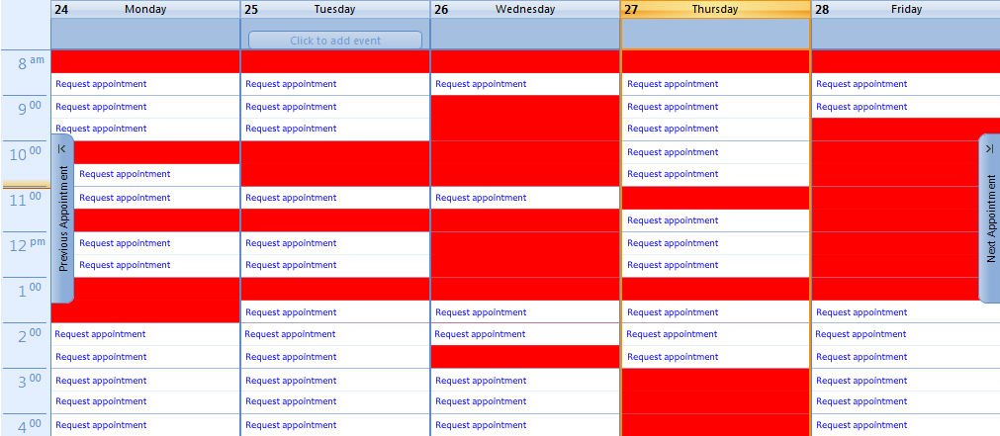 24 Monday 25 Tuesday 26 Wednesday 27 Thursday 28 Friday
Click to add event
8 am
Request appointment Request appointment Request appointment Request appointment Request appointment
9 00 Request appointment Request appointment Request appointment Request appointment
Request appointment Request appointment Request appointment
10 00 Request appointment
Request appointment Request appointment
11 00 Request appointment Request appointment Request appointment
Request appointment
12 pm Request appointment Request appointment Request appointment
Request appointment Request appointment Request appointment
1 00
Request appointment Request appointment Request appointment Request appointment
2 00 Request appointment Request appointment Request appointment Request appointment Request appointment
Request appointment Request appointment Request appointment Request appointment
3 00 Request appointment Request appointment Request appointment Request appointment
Request appointment Request appointment Request appointment Request appointment
4 00 Request appointment Request appointment Request appointment Request appointment
Previous Appointment
Next Appointment